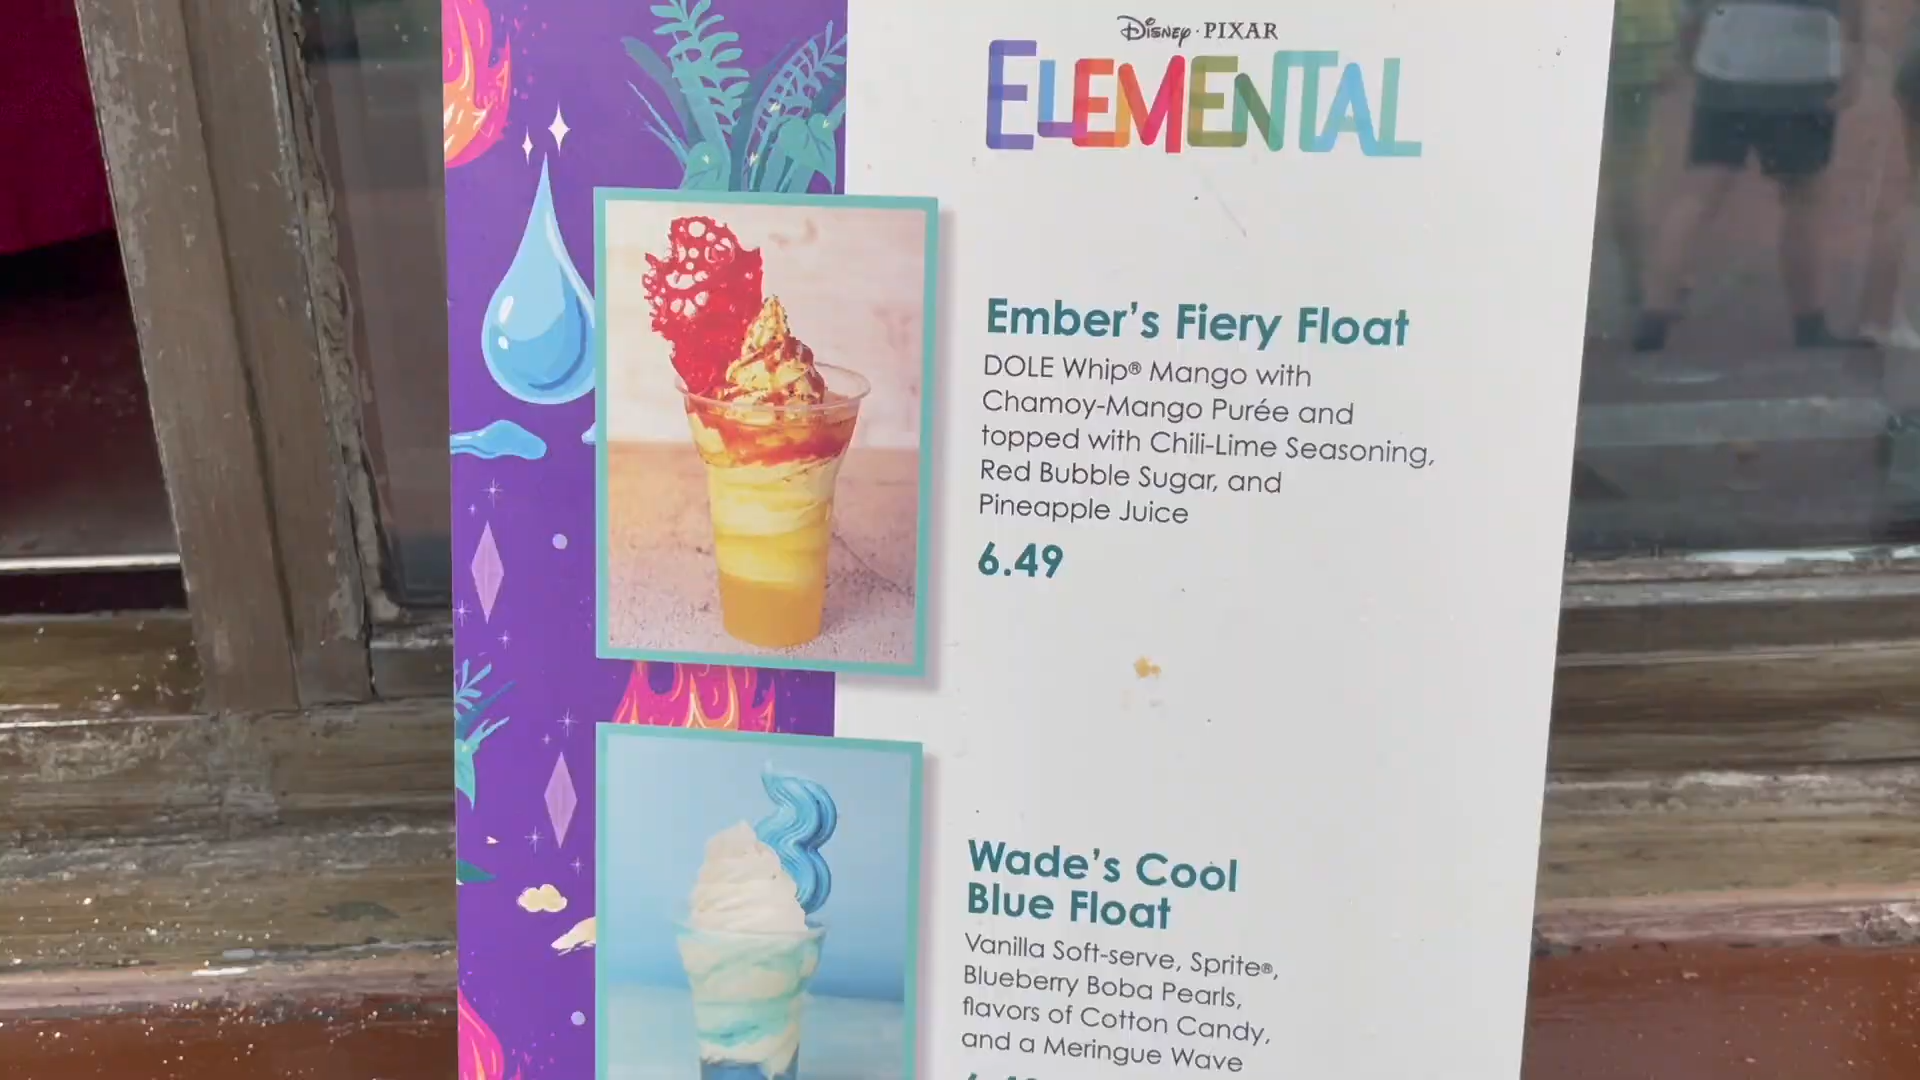 Disney · PIXAR
ELEMENTAL
Ember's Fiery Float
DOLE Whip® Mango with
Chamoy-Mango Purée and
topped with Chili-Lime Seasoning,
Red Bubble Sugar, and
Pineapple Juice
6.49
Wade's Cool
Blue Float
Vanilla Soft-serve, Sprite®,
Blueberry Boba Pearls,
flavors of Cotton Candy,
and a Meringue Wave